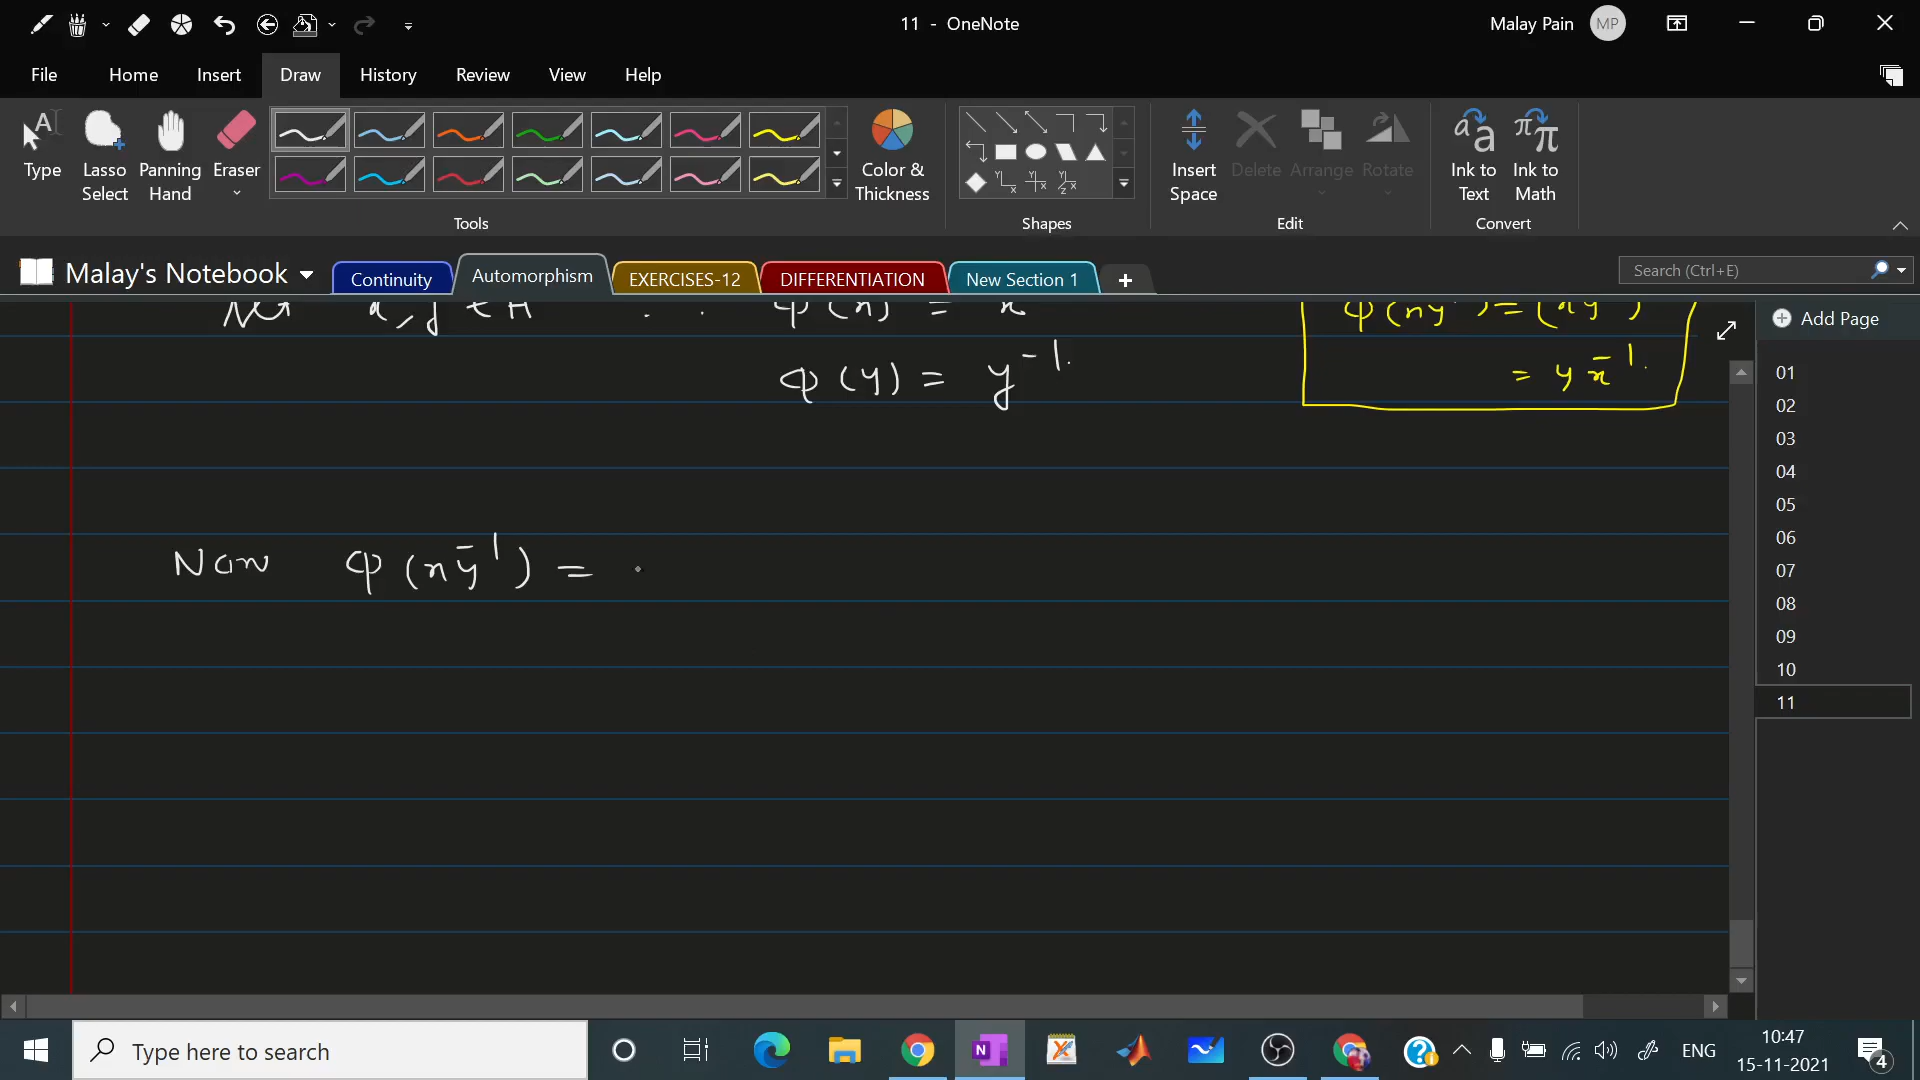 11 - OneNote
Malay Pain MP
File Home Insert Draw History Review View Help
Type
Lasso Select
Panning Hand
Eraser
Color & Thickness
Insert Space
Delete
Arrange
Rotate
Ink to Text
Ink to Math
Tools
Shapes
Edit
Convert
Malay's Notebook
Continuity
Automorphism
EXERCISES-12
DIFFERENTIATION
New Section 1
Search (Ctrl+E)
Add Page
φ(y) = y⁻¹.
= y x⁻¹.
Now φ(xy⁻¹) =
01
02
03
04
05
06
07
08
09
10
11
Type here to search
ENG
10:47
15-11-2021
4